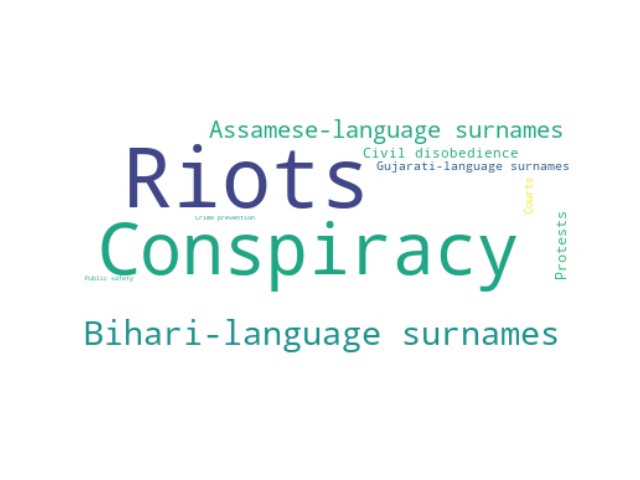 Assamese-language surnames
Riots
Civil disobedience
Gujarati-language surnames
Courts
Crime prevention
Conspiracy
Protests
Public safety
Bihari-language surnames